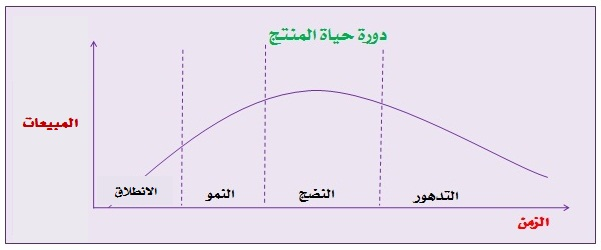 دورة حياة المنتج
المبيعات
الانطلاق
النمو
النضج
التدهور
الزمن